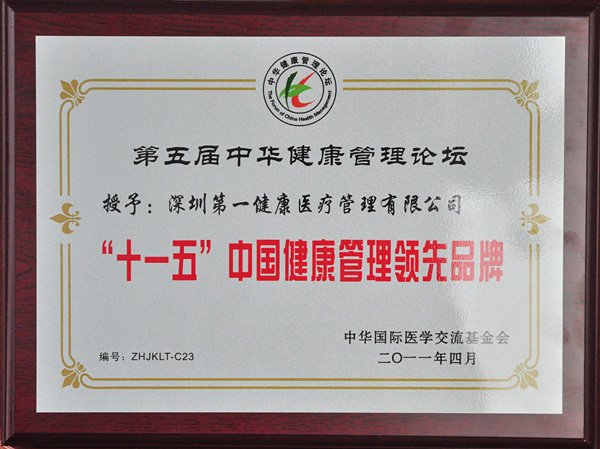 中华健康管理论坛
The Forum of China Health Management
第五届中华健康管理论坛
授予：深圳第一健康医疗管理有限公司
“十一五”中国健康管理领先品牌
中华国际医学交流基金会
编号：ZHJKLT-C23
二〇一一年四月